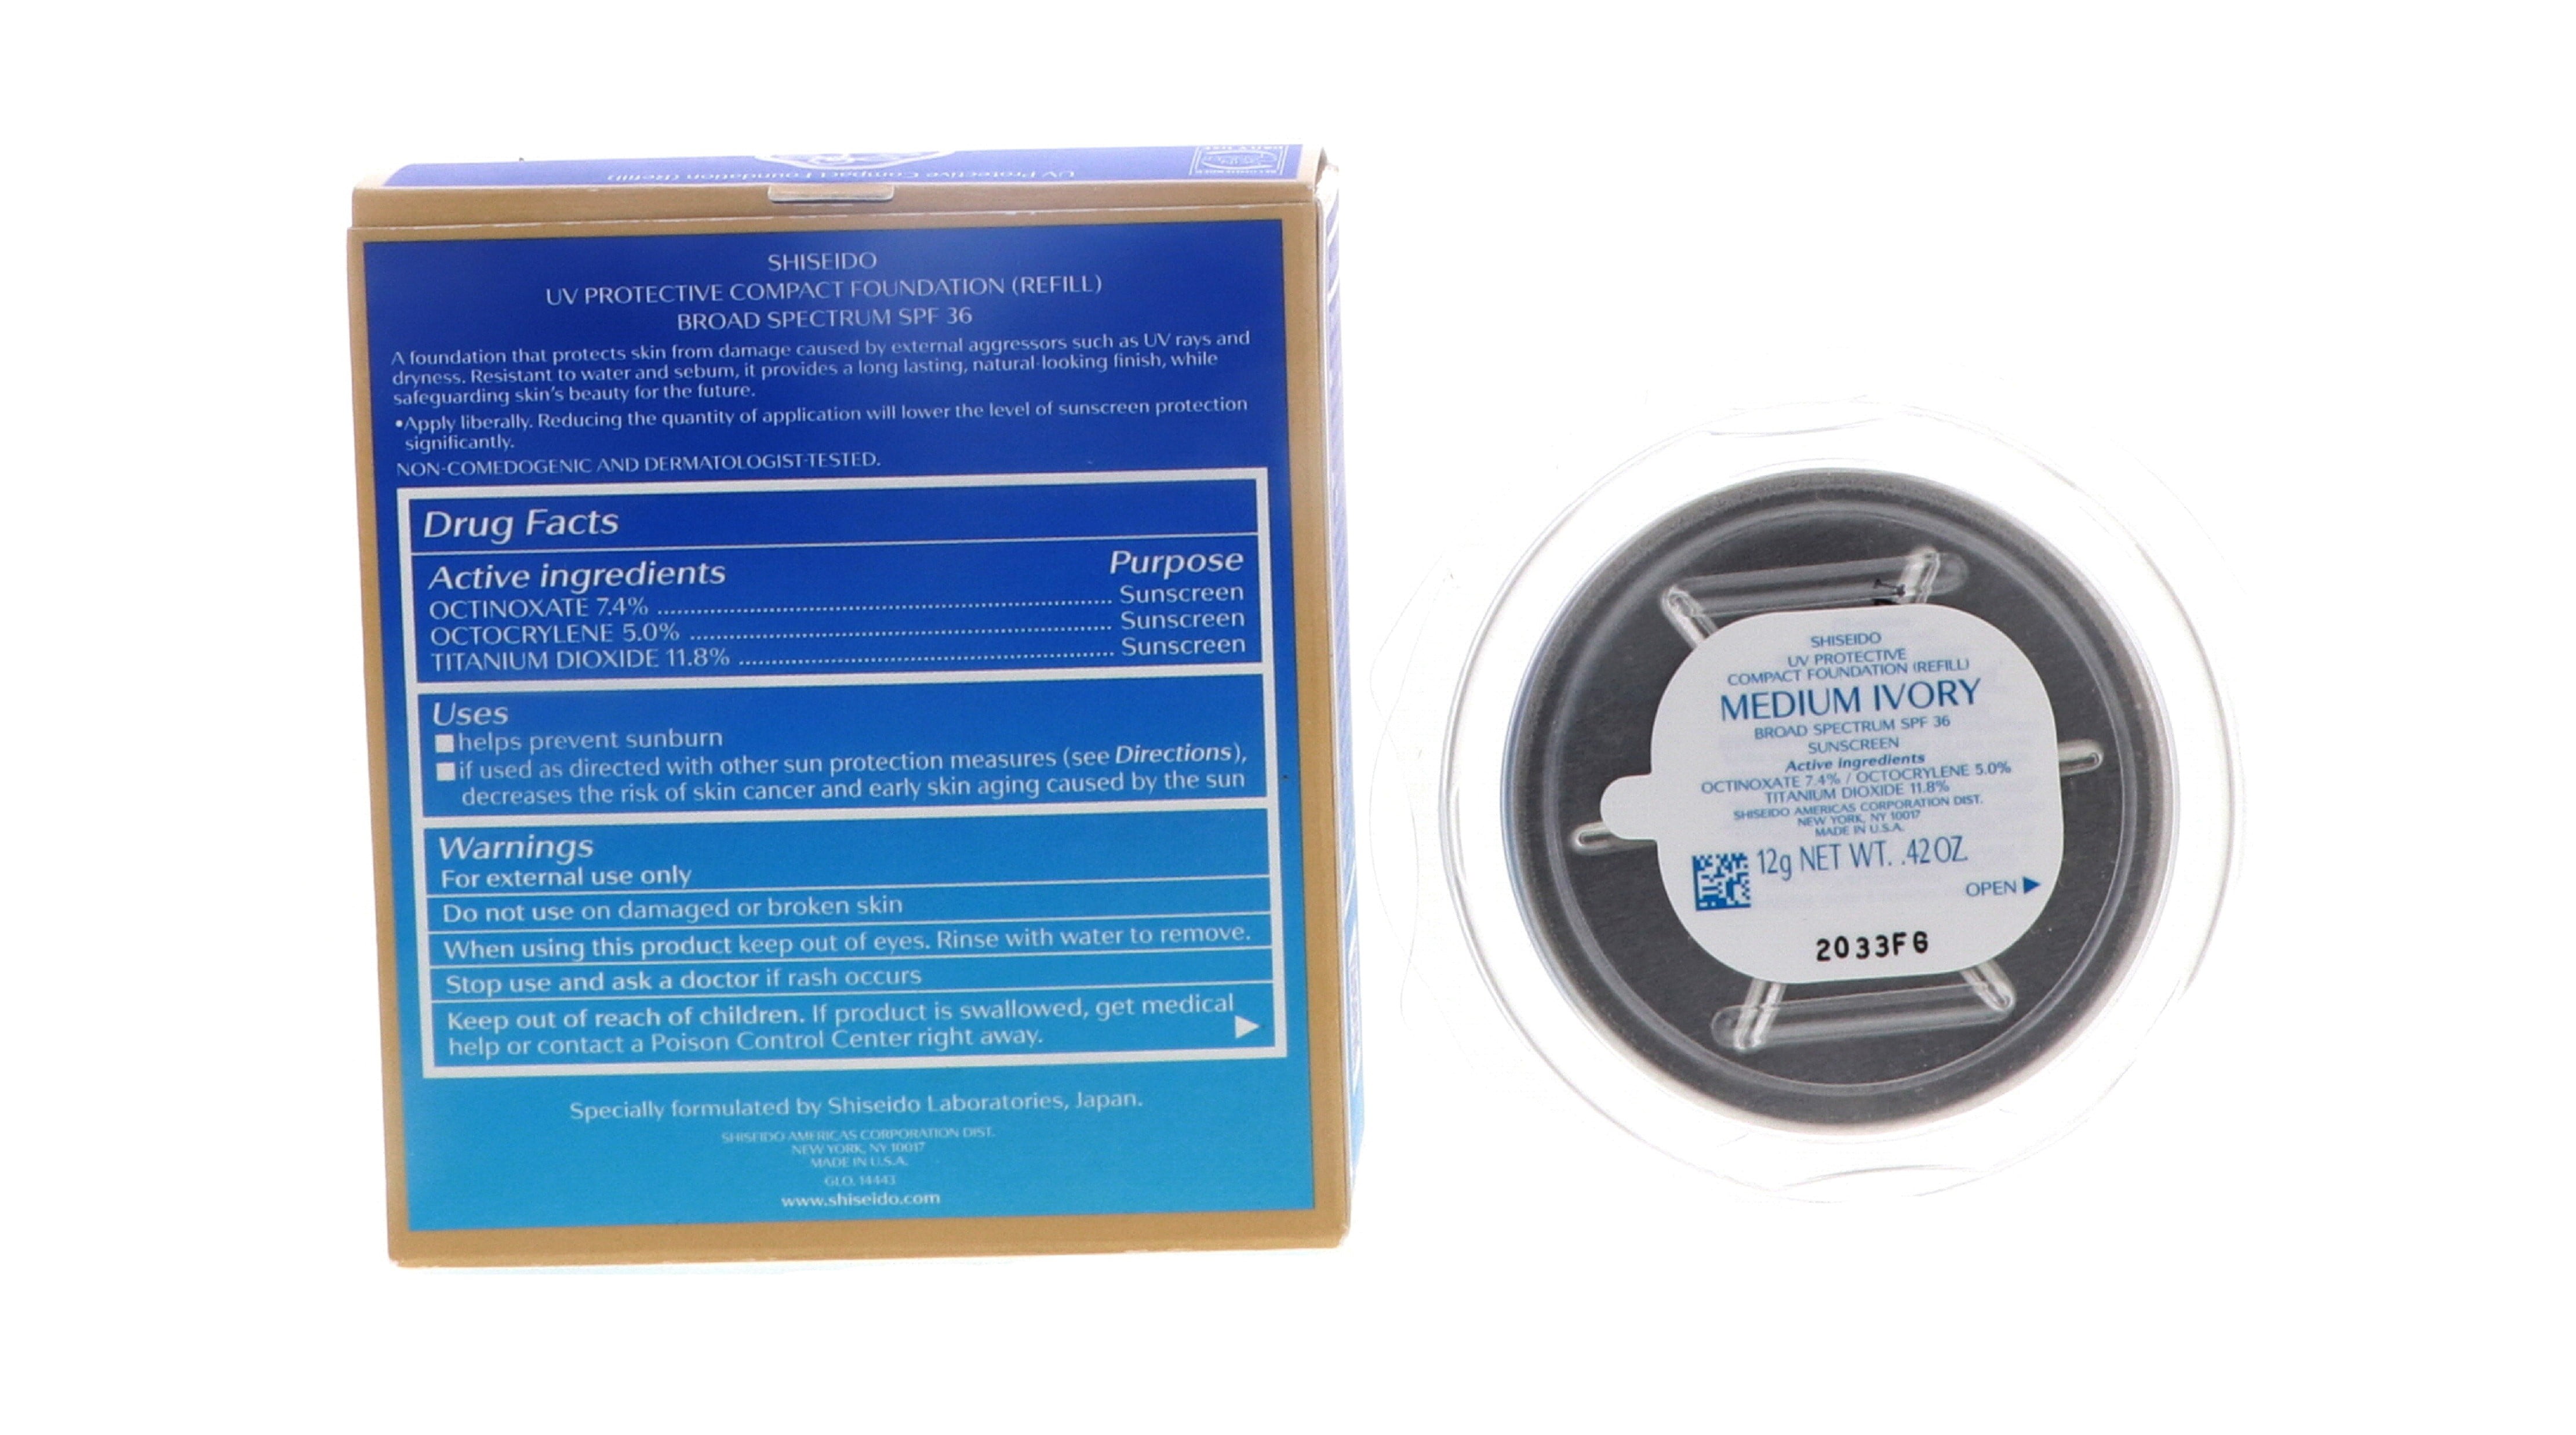 UV Protective Compact Foundation (Refill)
SHISEIDO
UV PROTECTIVE COMPACT FOUNDATION (REFILL)
BROAD SPECTRUM SPF 36
A foundation that protects skin from damage caused by external aggressors such as UV rays and
dryness. Resistant to water and sebum, it provides a long lasting, natural-looking finish, while
safeguarding skin's beauty for the future.
•Apply liberally. Reducing the quantity of application will lower the level of sunscreen protection
significantly.
NON-COMEDOGENIC AND DERMATOLOGIST-TESTED.
Drug Facts
Active ingredients Purpose
OCTINOXATE 7.4% ........ Sunscreen
OCTOCRYLENE 5.0% ........ Sunscreen
TITANIUM DIOXIDE 11.8% ........ Sunscreen
Uses
■ helps prevent sunburn
■ if used as directed with other sun protection measures (see Directions),
decreases the risk of skin cancer and early skin aging caused by the sun
Warnings
For external use only
Do not use on damaged or broken skin
When using this product keep out of eyes. Rinse with water to remove.
Stop use and ask a doctor if rash occurs
Keep out of reach of children. If product is swallowed, get medical
help or contact a Poison Control Center right away.
Specially formulated by Shiseido Laboratories, Japan.
SHISEIDO AMERICAS CORPORATION DIST.
NEW YORK, NY 10017
MADE IN U.S.A.
GLO. 14443
www.shiseido.com
SHISEIDO
UV PROTECTIVE
COMPACT FOUNDATION (REFILL)
MEDIUM IVORY
BROAD SPECTRUM SPF 36
SUNSCREEN
Active ingredients
OCTINOXATE 7.4% / OCTOCRYLENE 5.0%
TITANIUM DIOXIDE 11.8%
SHISEIDO AMERICAS CORPORATION DIST.
NEW YORK, NY 10017
MADE IN U.S.A.
12g NET WT. .42 OZ.
OPEN ▶
2033F6